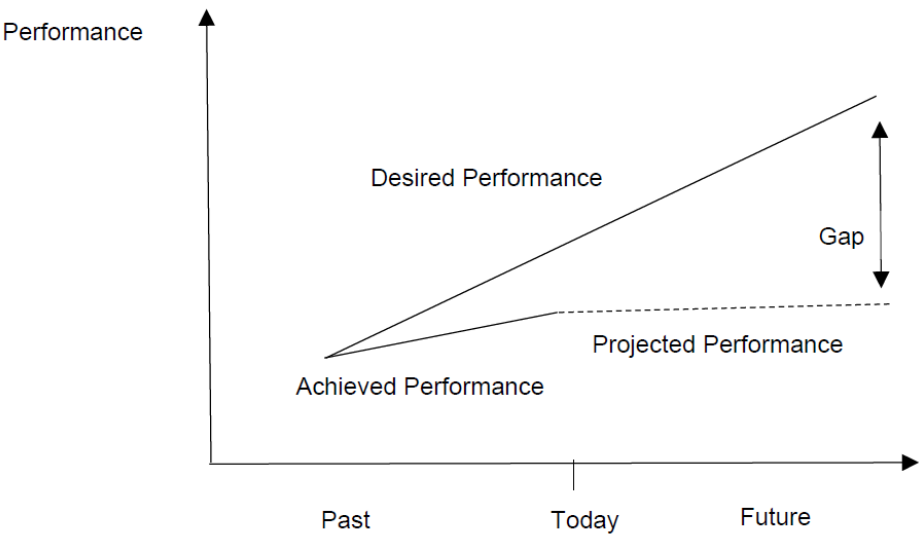 Performance
Desired Performance
Gap
Projected Performance
Achieved Performance
Past
Today
Future